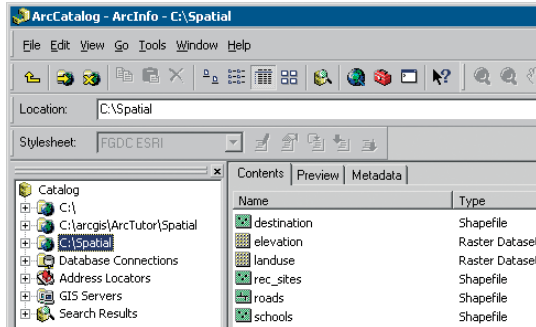 ArcCatalog - ArcInfo - C:\Spatial
File Edit View Go Tools Window Help
Location: C:\Spatial
Stylesheet: FGDC ESRI
Catalog
C:\
C:\arcgis\ArcTutor\Spatial
C:\Spatial
Database Connections
Address Locators
GIS Servers
Search Results
Contents Preview Metadata
Name Type
destination Shapefile
elevation Raster Dataset
landuse Raster Dataset
rec_sites Shapefile
roads Shapefile
schools Shapefile